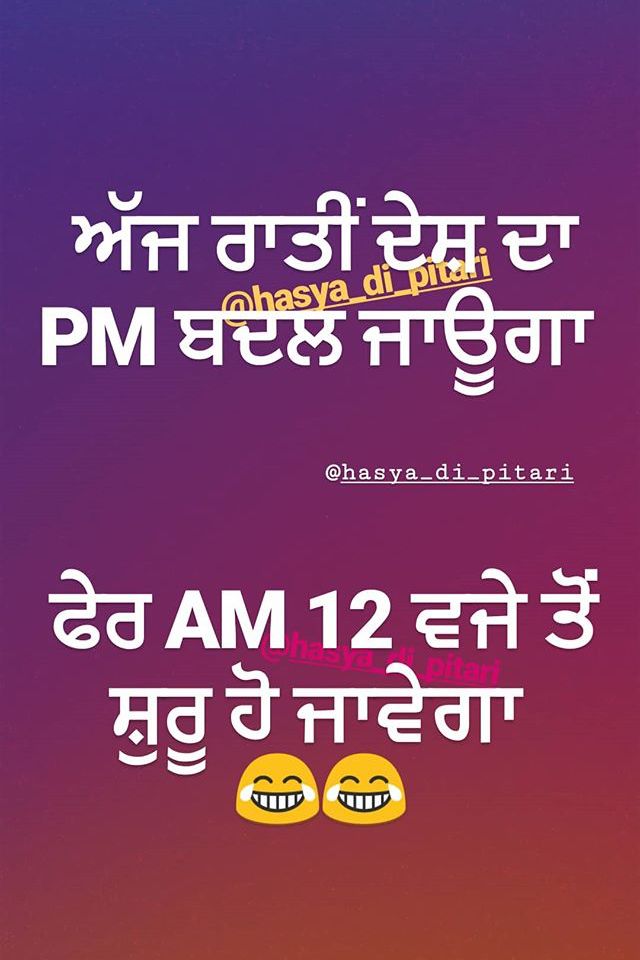 ਅੱਜ ਰਾਤੀਂ ਦੇਸ਼ ਦਾ
@hasya_di_pitari
PM ਬਦਲ ਜਾਊਗਾ
@hasya_di_pitari
ਫੇਰ AM 12 ਵਜੇ ਤੋਂ
@hasya_di_pitari
ਸ਼ੁਰੂ ਹੋ ਜਾਵੇਗਾ
😂😂